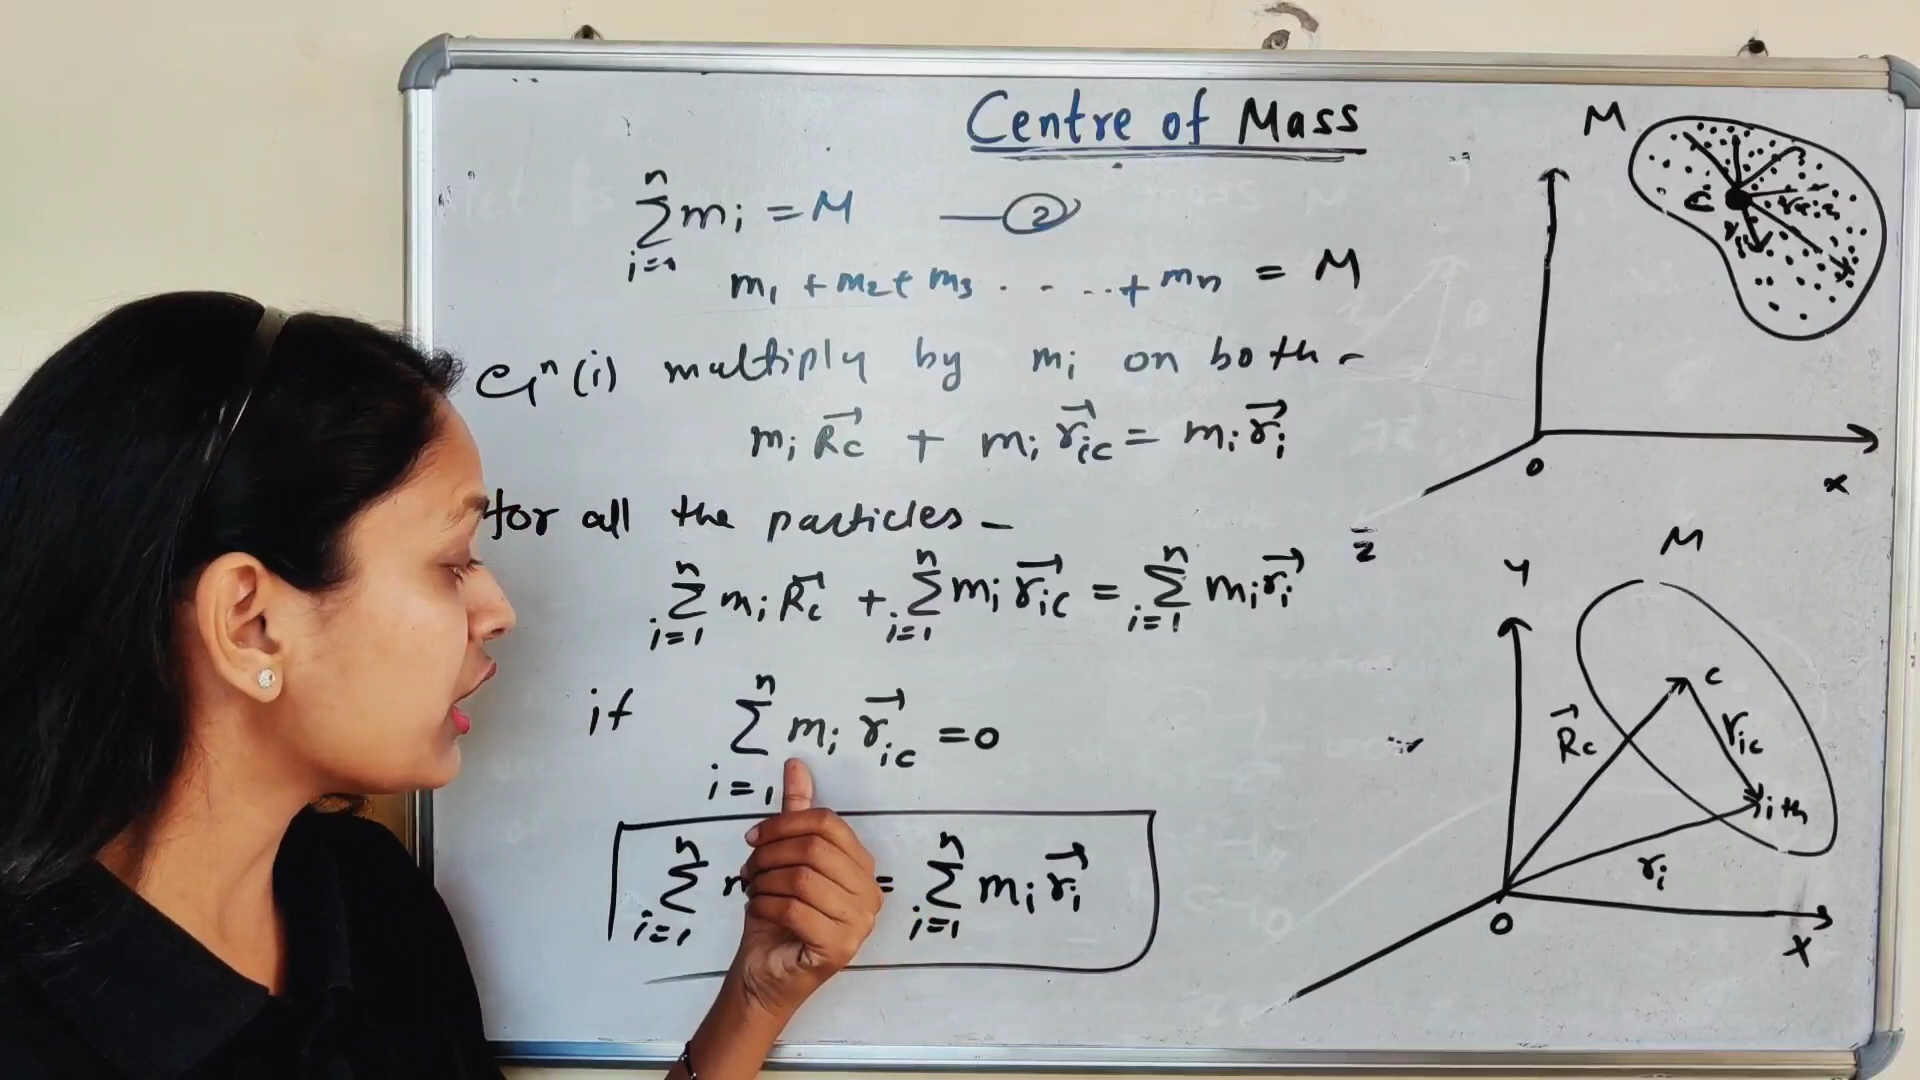 Centre of Mass
n
Σ mi = M —②
i=1
m1 + m2 + m3 . . . . . + mn = M
Eqⁿ(i) multiply by mi on both -
mi R⃗c + mi r⃗ic = mi r⃗i
for all the particles -
n n n
Σ mi R⃗c + Σ mi r⃗ic = Σ mi r⃗i
i=1 i=1 i=1
n
if Σ mi r⃗ic = 0
i=1
n n
Σ m = Σ mi r⃗i
i=1 i=1
M
c
o
x
z
M
y
c
R⃗c
ric
ith
ri
o
x